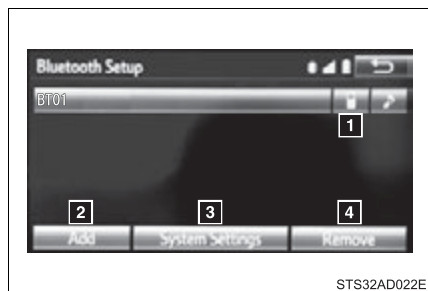 Bluetooth Setup
BT01
1
2 3 4
Add System Settings Remove
STS32AD022E